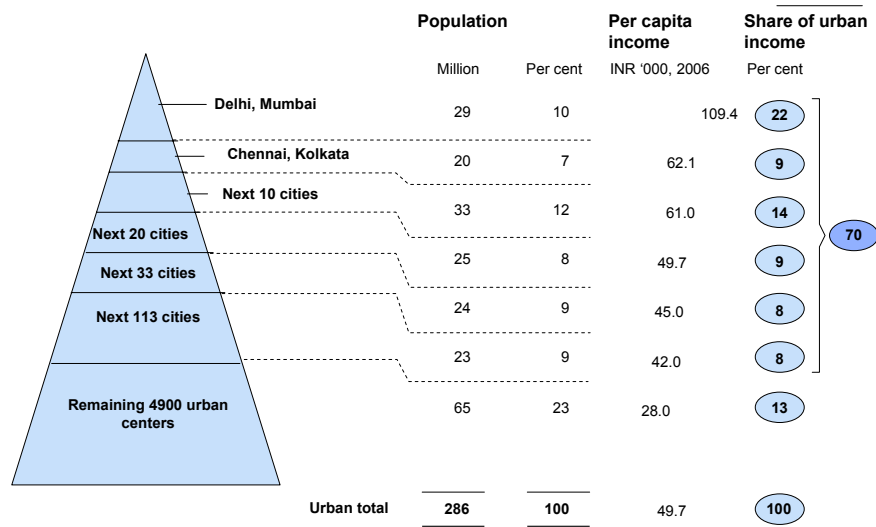 Population
Per capita
income
Share of urban
income
Million
Per cent
INR ‘000, 2006
Per cent
Delhi, Mumbai
29
10
109.4
22
Chennai, Kolkata
20
7
62.1
9
Next 10 cities
33
12
61.0
14
70
Next 20 cities
25
8
49.7
9
Next 33 cities
24
9
45.0
8
Next 113 cities
23
9
42.0
8
Remaining 4900 urban
centers
65
23
28.0
13
Urban total
286
100
49.7
100